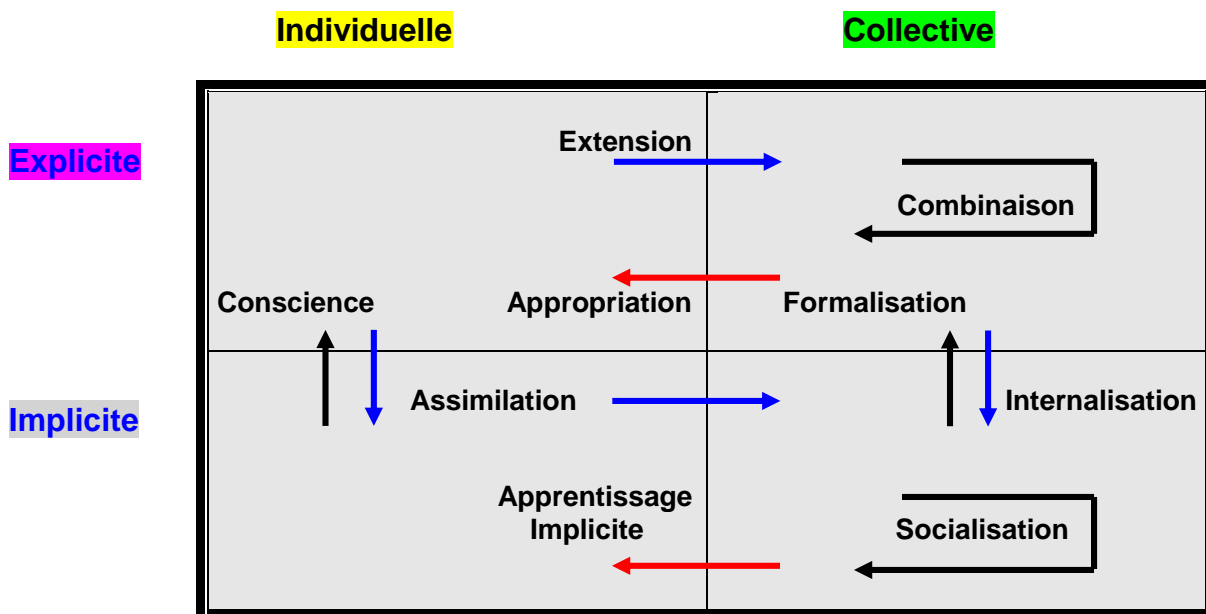 Individuelle
Collective
Extension
Explicite
Combinaison
Conscience
Appropriation
Formalisation
Assimilation
Internalisation
Implicite
Apprentissage
Implicite
Socialisation